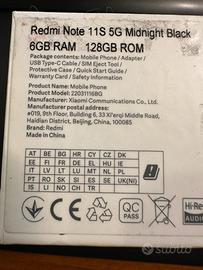 Redmi Note 11S 5G Midnight Black
6GB RAM 128GB ROM
Package Contents: Mobile Phone / Adapter /
USB Type-C Cable / SIM Eject Tool /
Protective Case / Quick Start Guide /
Warranty Card / Safety Information
Product Name: Mobile Phone
Model: 22031116BG
Manufacturer: Xiaomi Communications Co., Ltd.
#019, 9th Floor, Building 6, 33 Xi'erqi Middle Road,
Haidian District, Beijing, China, 100085
Brand: Redmi
Made in China
AT BE BG HR CY CZ DK
EE FI FR DE EL HU IE
IT LV LT LU MT NL PL
PT RO SK SI ES SE UK(NI)
IS LI NO CH TR
QC
PASS
Hi-Res
AUDIO
subito